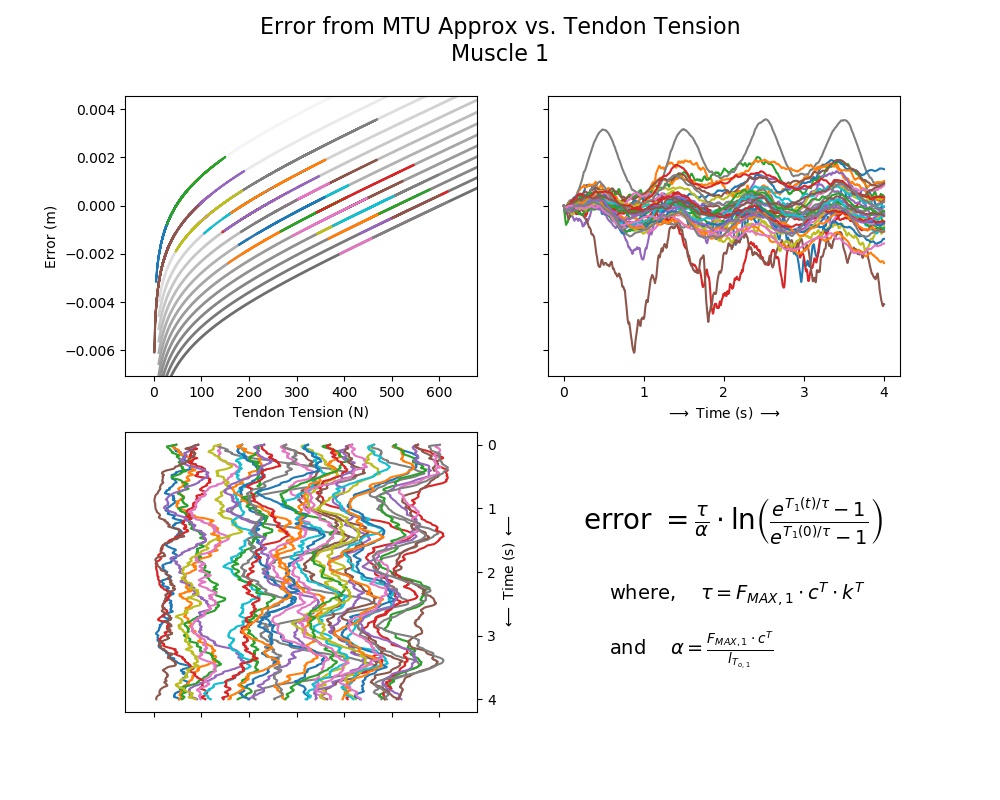 Error from MTU Approx vs. Tendon Tension
Muscle 1
0.004
0.002
0.000
−0.002
−0.004
−0.006
Error (m)
0 100 200 300 400 500 600
Tendon Tension (N)
0 1 2 3 4
⟶ Time (s) ⟶
0
1
2
3
4
⟵ Time (s) ⟵
error = \frac{τ}{α} · ln(\frac{e^{T_1(t)/τ} − 1}{e^{T_1(0)/τ} − 1})
where, τ = F_{MAX,1} · c^T · k^T
and α = \frac{F_{MAX,1} · c^T}{l_{T_{o,1}}}